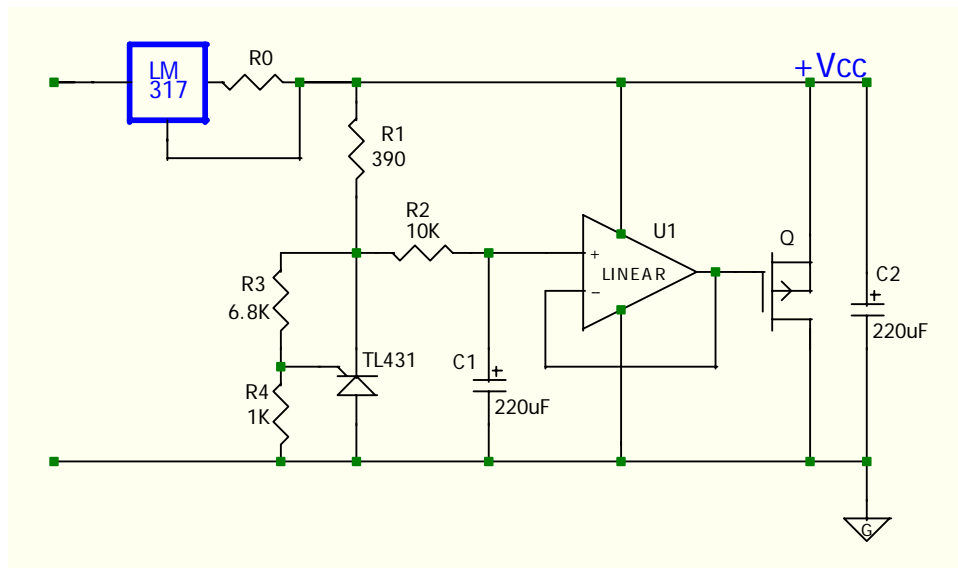 LM
317
R0
+Vcc
R1
390
R2
10K
U1
Q
+
LINEAR
−
R3
6.8K
C2
+
220uF
TL431
C1
+
220uF
R4
1K
G